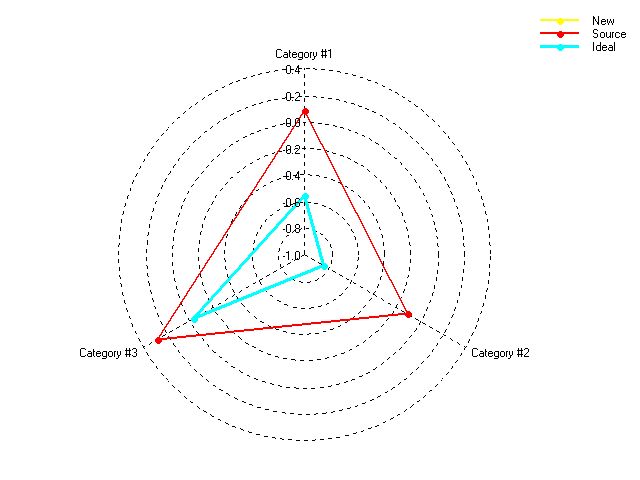 New
Source
Ideal
Category #1
0.4
0.2
0.0
-0.2
-0.4
-0.6
-0.8
-1.0
Category #3
Category #2